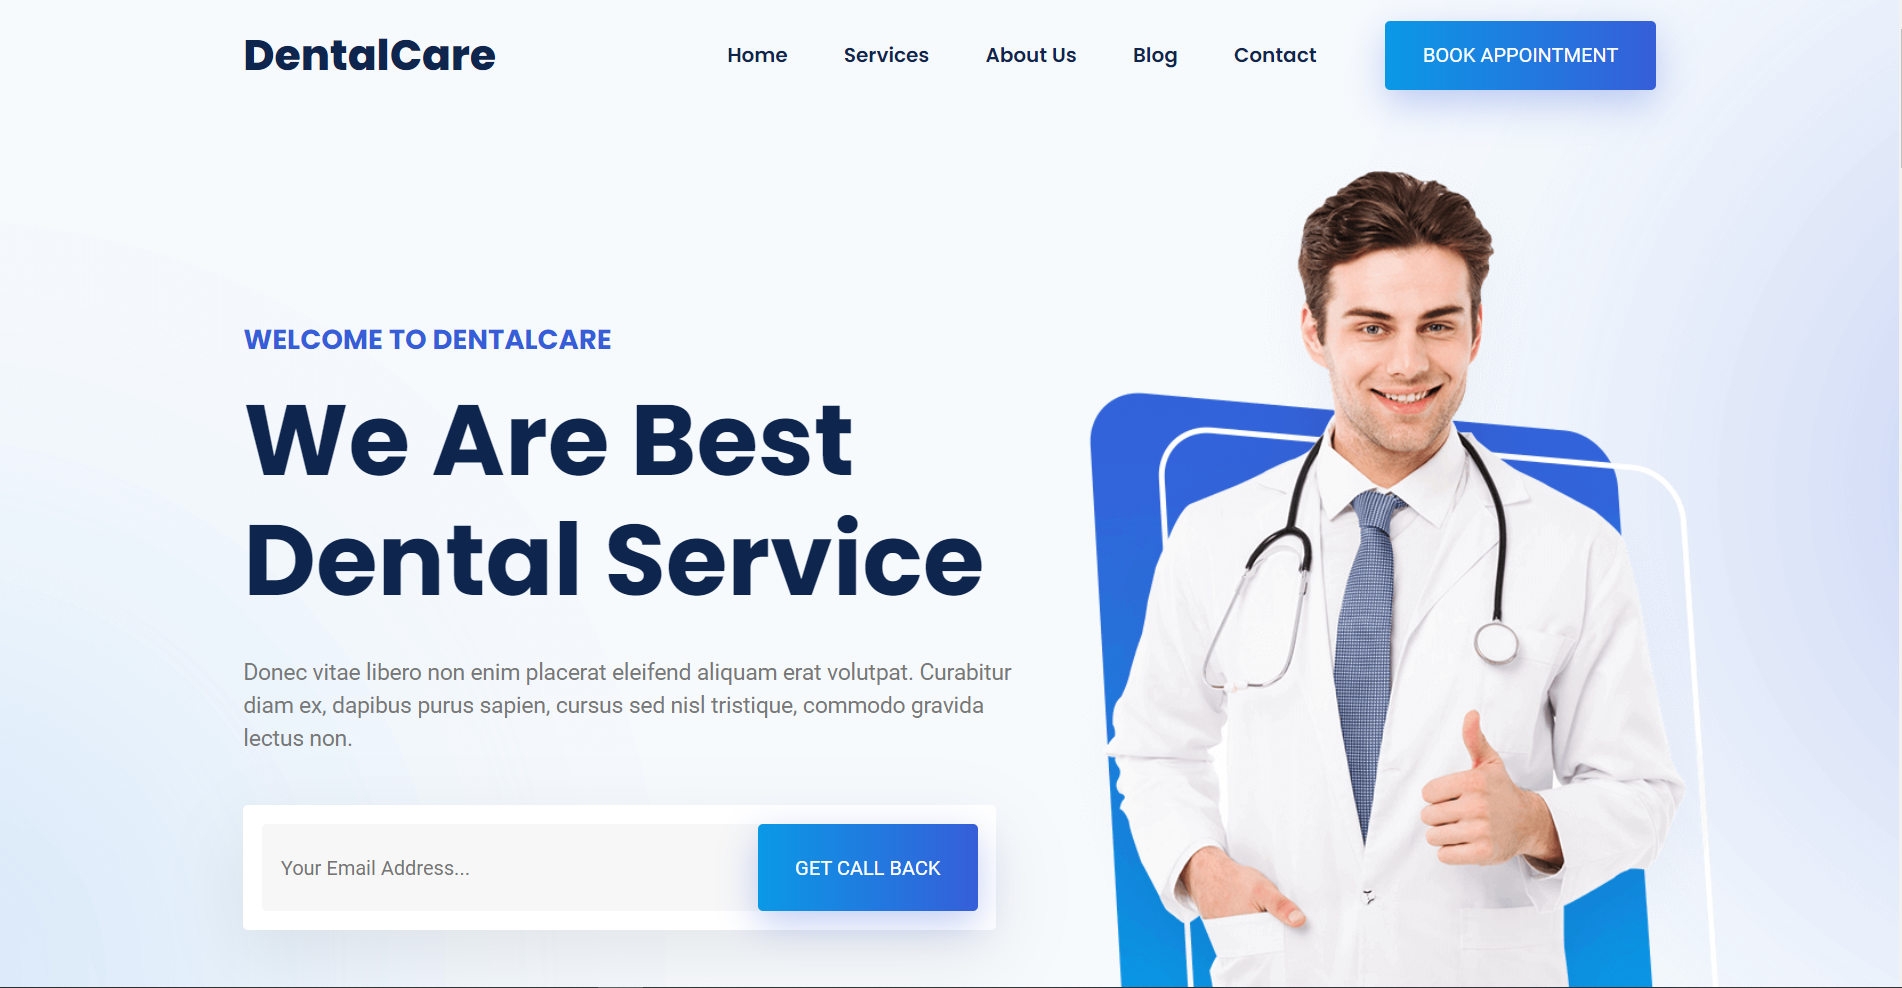 DentalCare
Home Services About Us Blog Contact BOOK APPOINTMENT
WELCOME TO DENTALCARE
We Are Best
Dental Service
Donec vitae libero non enim placerat eleifend aliquam erat volutpat. Curabitur
diam ex, dapibus purus sapien, cursus sed nisl tristique, commodo gravida
lectus non.
Your Email Address...
GET CALL BACK